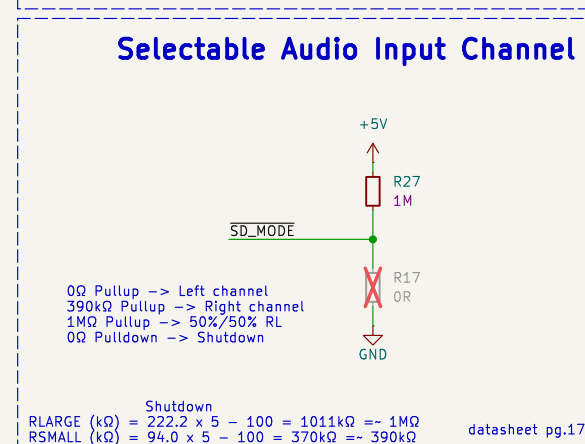 Selectable Audio Input Channel
+5V
R27
1M
SD_MODE
R17
0R
0Ω Pullup -> Left channel
390kΩ Pullup -> Right channel
1MΩ Pullup -> 50%/50% RL
0Ω Pulldown -> Shutdown
GND
Shutdown
RLARGE (kΩ) = 222.2 x 5 - 100 = 1011kΩ =~ 1MΩ
RSMALL (kΩ) = 94.0 x 5 - 100 = 370kΩ =~ 390kΩ
datasheet pg.17